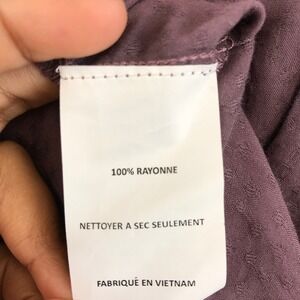 100% RAYONNE
NETTOYER A SEC SEULEMENT
FABRIQUÉ EN VIETNAM